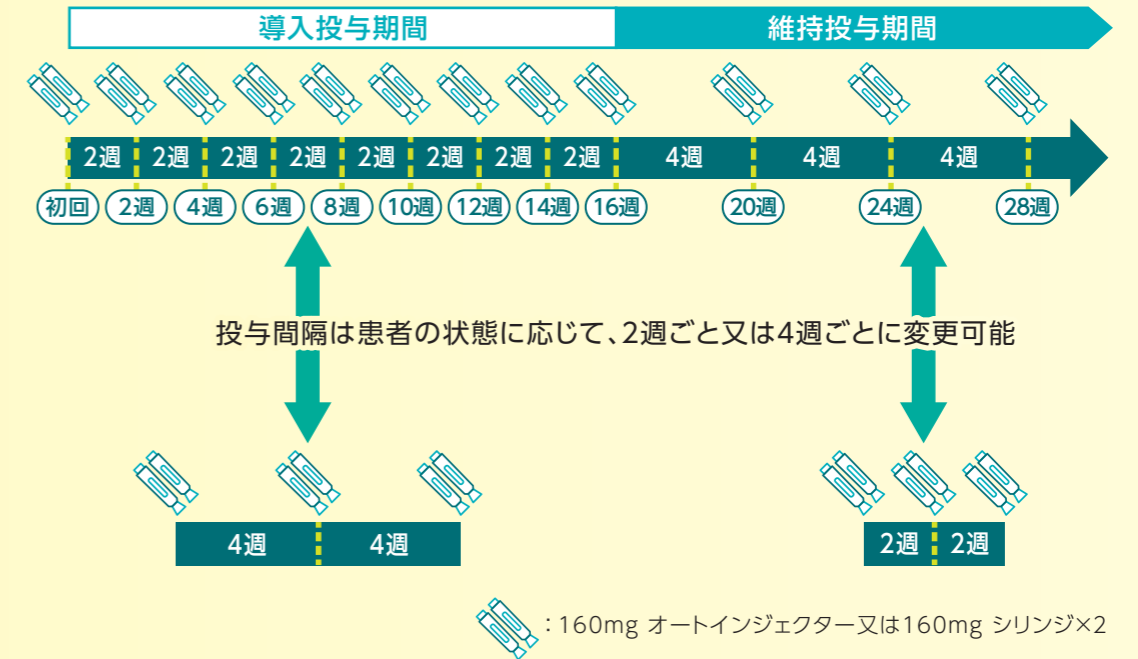 導入投与期間
維持投与期間
2週 2週 2週 2週 2週 2週 2週 2週 4週 4週 4週
初回 2週 4週 6週 8週 10週 12週 14週 16週 20週 24週 28週
投与間隔は患者の状態に応じて、2週ごと又は4週ごとに変更可能
4週 4週
2週 2週
：160mg オートインジェクター又は160mg シリンジ×2